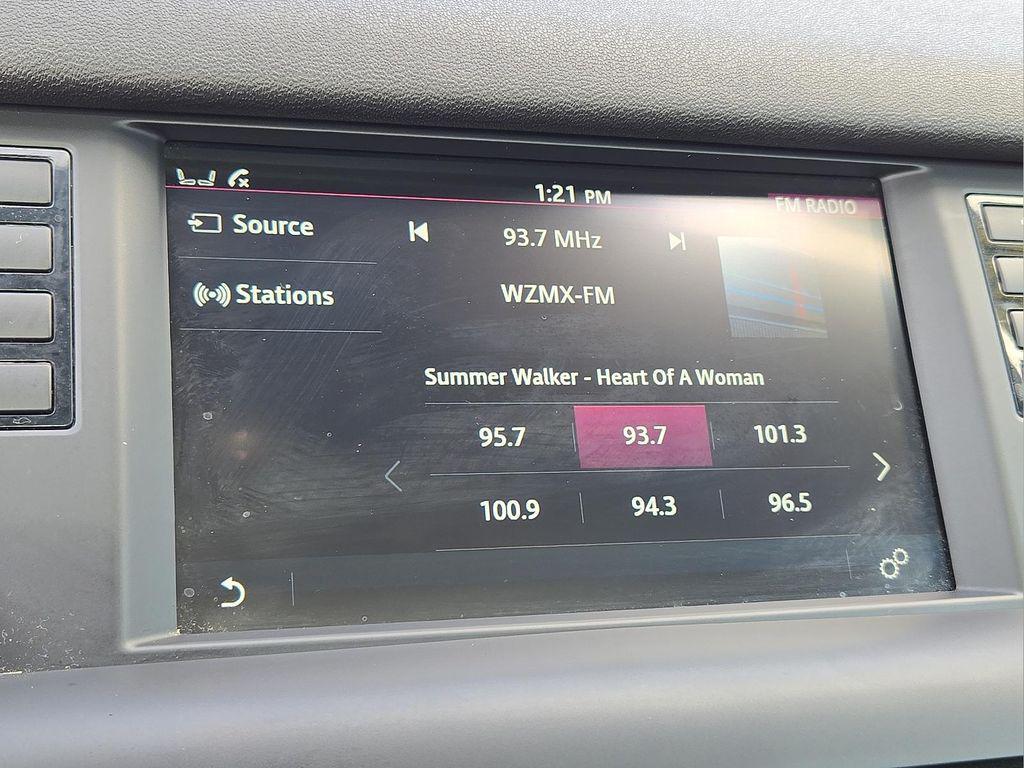 1:21 PM
FM RADIO
Source
93.7 MHz
Stations
WZMX-FM
Summer Walker - Heart Of A Woman
95.7 93.7 101.3
100.9 94.3 96.5